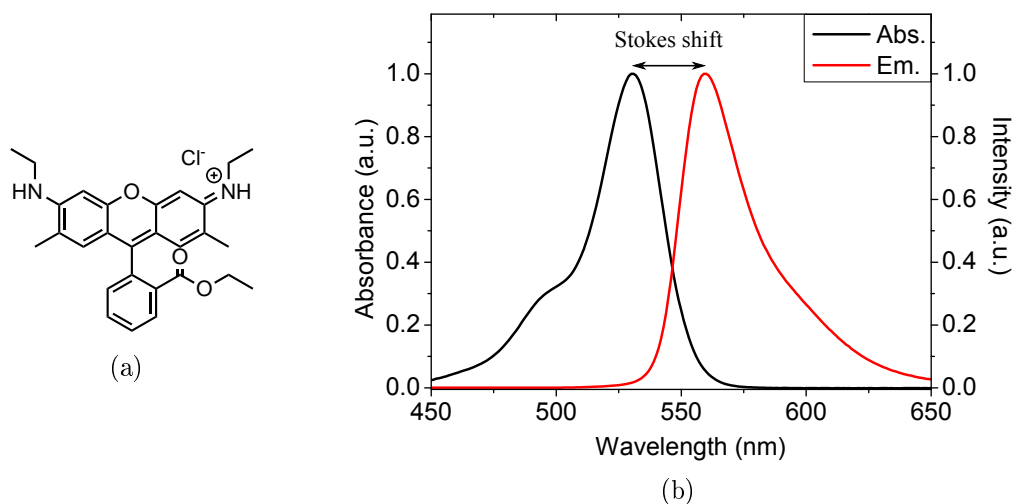 Cl-
O
HN
⊕
NH
O
O
(a)
Stokes shift
Abs.
Em.
Absorbance (a.u.)
1.0
0.8
0.6
0.4
0.2
0.0
1.0
0.8
0.6
0.4
0.2
0.0
Intensity (a.u.)
450 500 550 600 650
Wavelength (nm)
(b)